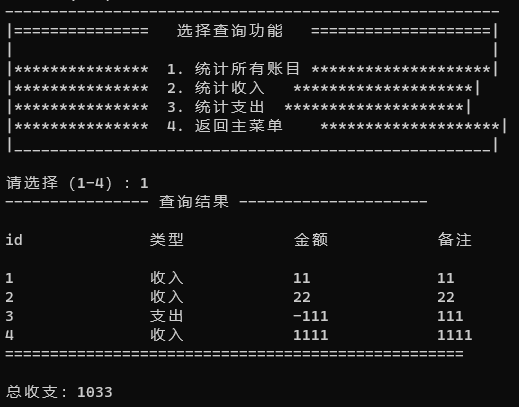 -------------------------------------------------------
|===============   选择查询功能   ====================|
|                                                     |
|***************  1. 统计所有账目 ********************|
|***************  2. 统计收入   ********************|
|***************  3. 统计支出  ********************|
|***************  4. 返回主菜单    ********************|
|_____________________________________________________|
请选择 (1-4) : 1
---------------- 查询结果 ---------------------
id 类型 金额 备注
1 收入 11 11
2 收入 22 22
3 支出 -111 111
4 收入 1111 1111
===================================================
总收支: 1033